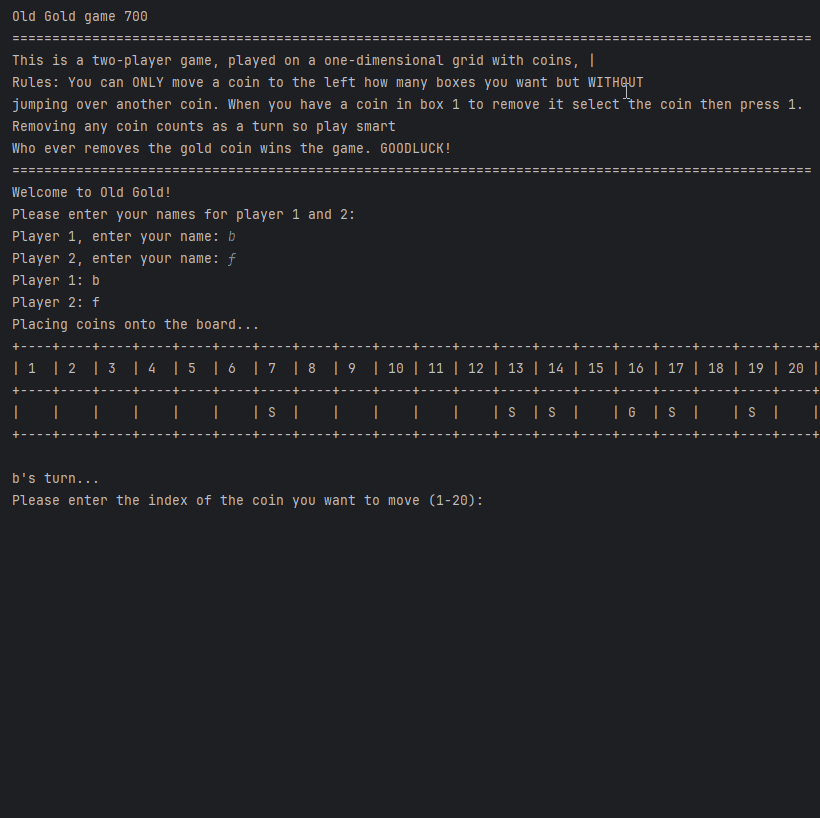 Old Gold game 700
====================================================================================================
This is a two-player game, played on a one-dimensional grid with coins, |
Rules: You can ONLY move a coin to the left how many boxes you want but WITHOUT
jumping over another coin. When you have a coin in box 1 to remove it select the coin then press 1.
Removing any coin counts as a turn so play smart
Who ever removes the gold coin wins the game. GOODLUCK!
====================================================================================================
Welcome to Old Gold!
Please enter your names for player 1 and 2:
Player 1, enter your name: b
Player 2, enter your name: f
Player 1: b
Player 2: f
Placing coins onto the board...
+----+----+----+----+----+----+----+----+----+----+----+----+----+----+----+----+----+----+----+----+
| 1  | 2  | 3  | 4  | 5  | 6  | 7  | 8  | 9  | 10 | 11 | 12 | 13 | 14 | 15 | 16 | 17 | 18 | 19 | 20 |
+----+----+----+----+----+----+----+----+----+----+----+----+----+----+----+----+----+----+----+----+
|    |    |    |    |    |    | S  |    |    |    |    |    | S  | S  |    | G  | S  |    | S  |    |
+----+----+----+----+----+----+----+----+----+----+----+----+----+----+----+----+----+----+----+----+
b's turn...
Please enter the index of the coin you want to move (1-20):